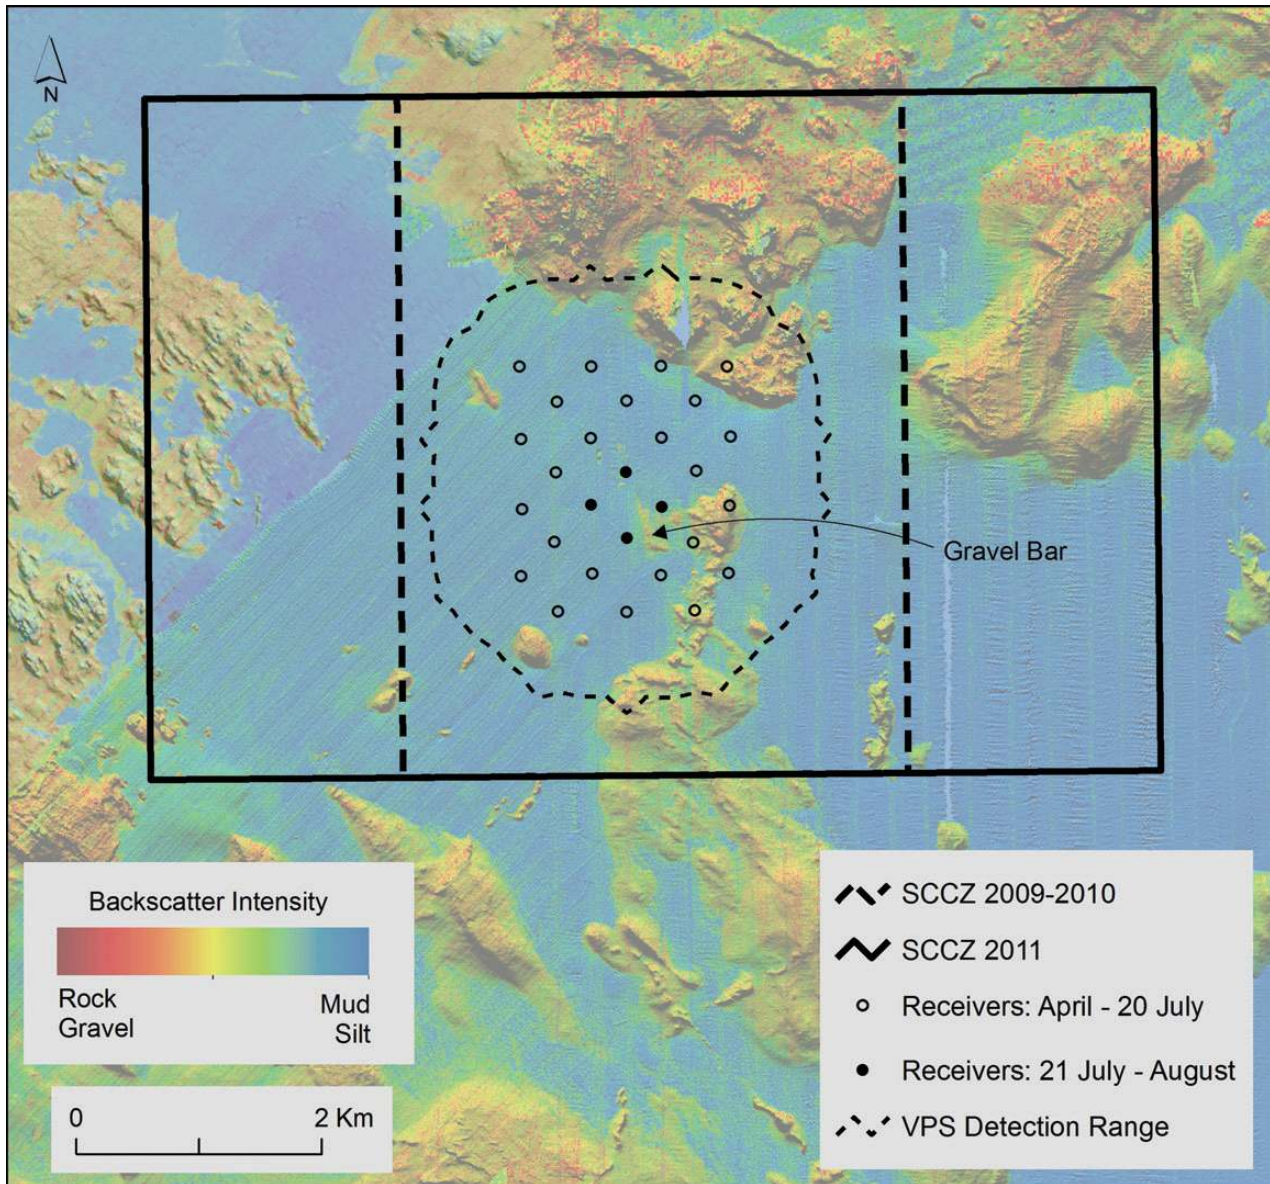 N
Gravel Bar
Backscatter Intensity
Rock
Gravel
Mud
Silt
0
2 Km
SCCZ 2009-2010
SCCZ 2011
Receivers: April - 20 July
Receivers: 21 July - August
VPS Detection Range